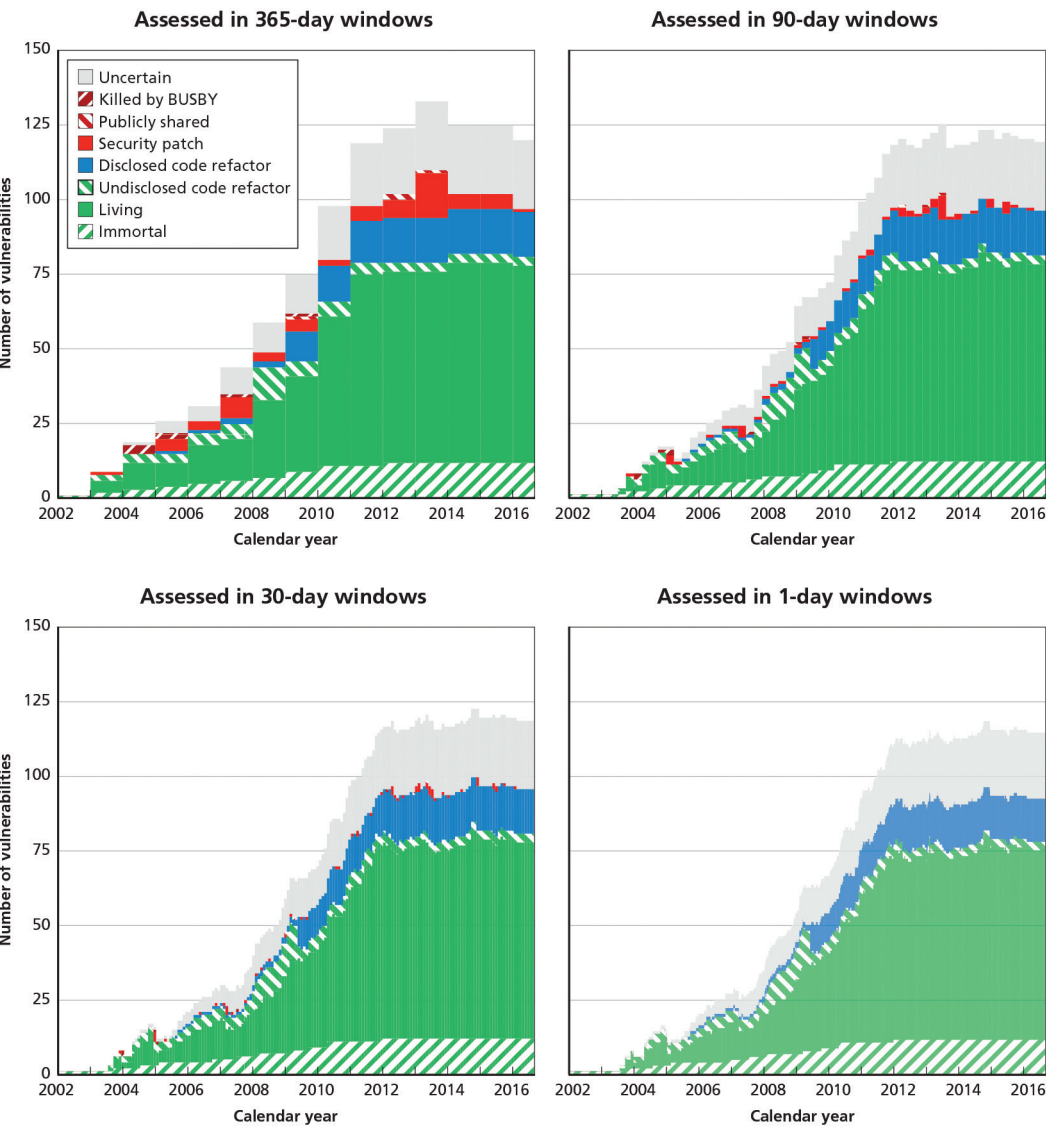 Assessed in 365-day windows
150
125
100
75
50
25
0
Number of vulnerabilities
Uncertain
Killed by BUSBY
Publicly shared
Security patch
Disclosed code refactor
Undisclosed code refactor
Living
Immortal
2002 2004 2006 2008 2010 2012 2014 2016
Calendar year
Assessed in 90-day windows
2002 2004 2006 2008 2010 2012 2014 2016
Calendar year
Assessed in 30-day windows
150
125
100
75
50
25
0
Number of vulnerabilities
2002 2004 2006 2008 2010 2012 2014 2016
Calendar year
Assessed in 1-day windows
2002 2004 2006 2008 2010 2012 2014 2016
Calendar year